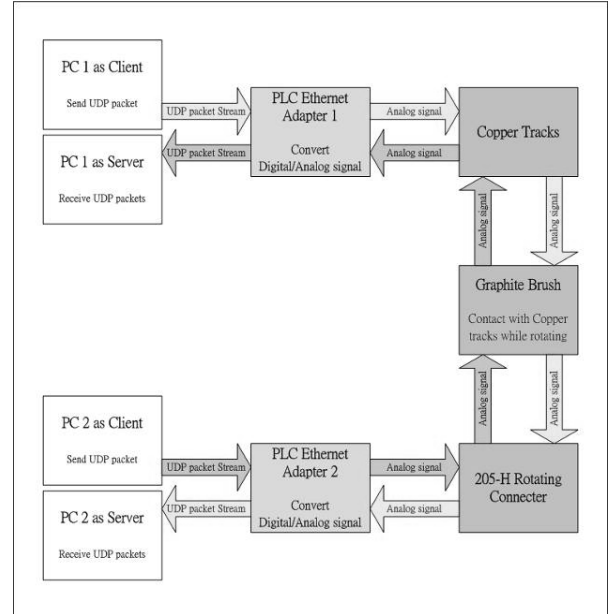 PC 1 as Client
Send UDP packet
UDP packet Stream
PLC Ethernet
Adapter 1
Convert
Digital/Analog signal
Analog signal
Copper Tracks
PC 1 as Server
Receive UDP packets
UDP packet Stream
Analog signal
Analog signal
Analog signal
Graphite Brush
Contact with Copper
tracks while rotating
Analog signal
Analog signal
PC 2 as Client
Send UDP packet
UDP packet Stream
PLC Ethernet
Adapter 2
Convert
Digital/Analog signal
Analog signal
205-H Rotating
Connecter
PC 2 as Server
Receive UDP packets
UDP packet Stream
Analog signal